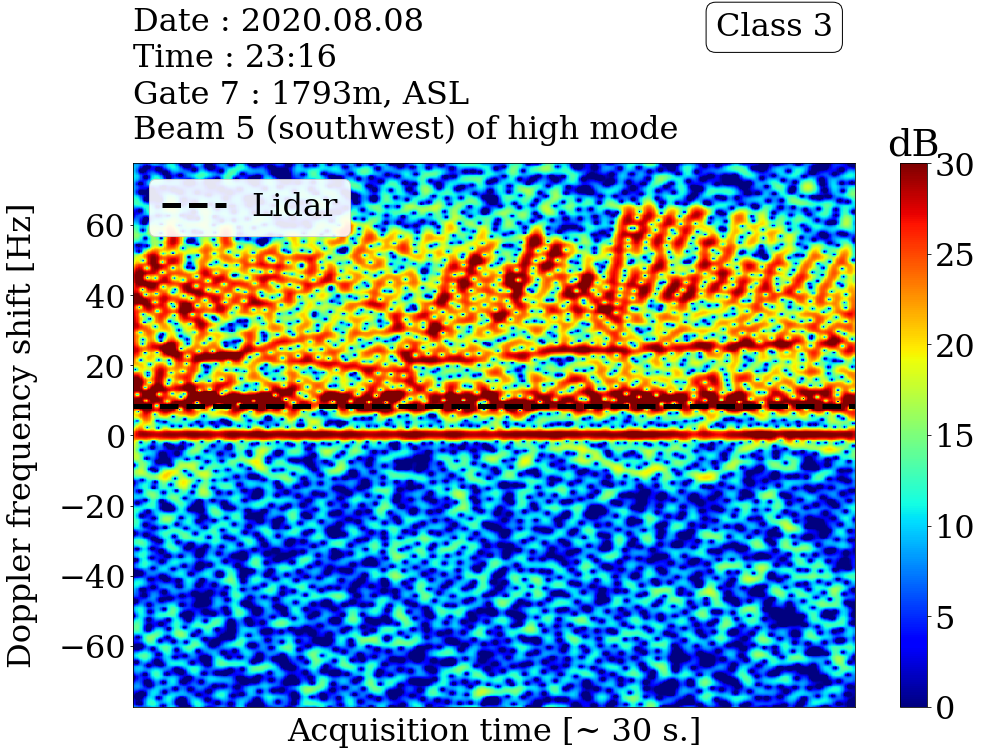 Date : 2020.08.08
Time : 23:16
Gate 7 : 1793m, ASL
Beam 5 (southwest) of high mode
Class 3
dB
Lidar
Doppler frequency shift [Hz]
60
40
20
0
−20
−40
−60
30
25
20
15
10
5
0
Acquisition time [~ 30 s.]